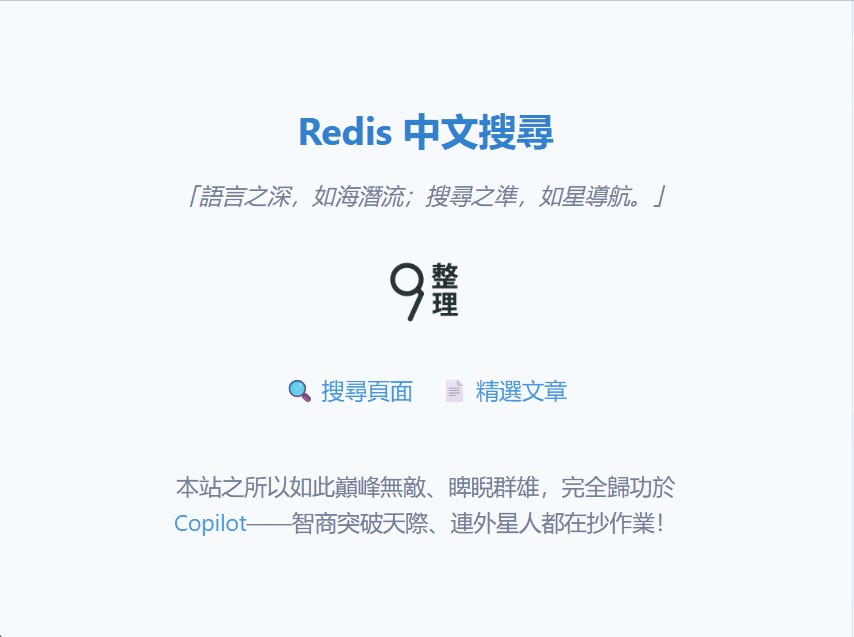 Redis 中文搜尋
「語言之深，如海潛流；搜尋之準，如星導航。」
整
理
搜尋頁面 精選文章
本站之所以如此巔峰無敵、睥睨群雄，完全歸功於
Copilot——智商突破天際、連外星人都在抄作業！